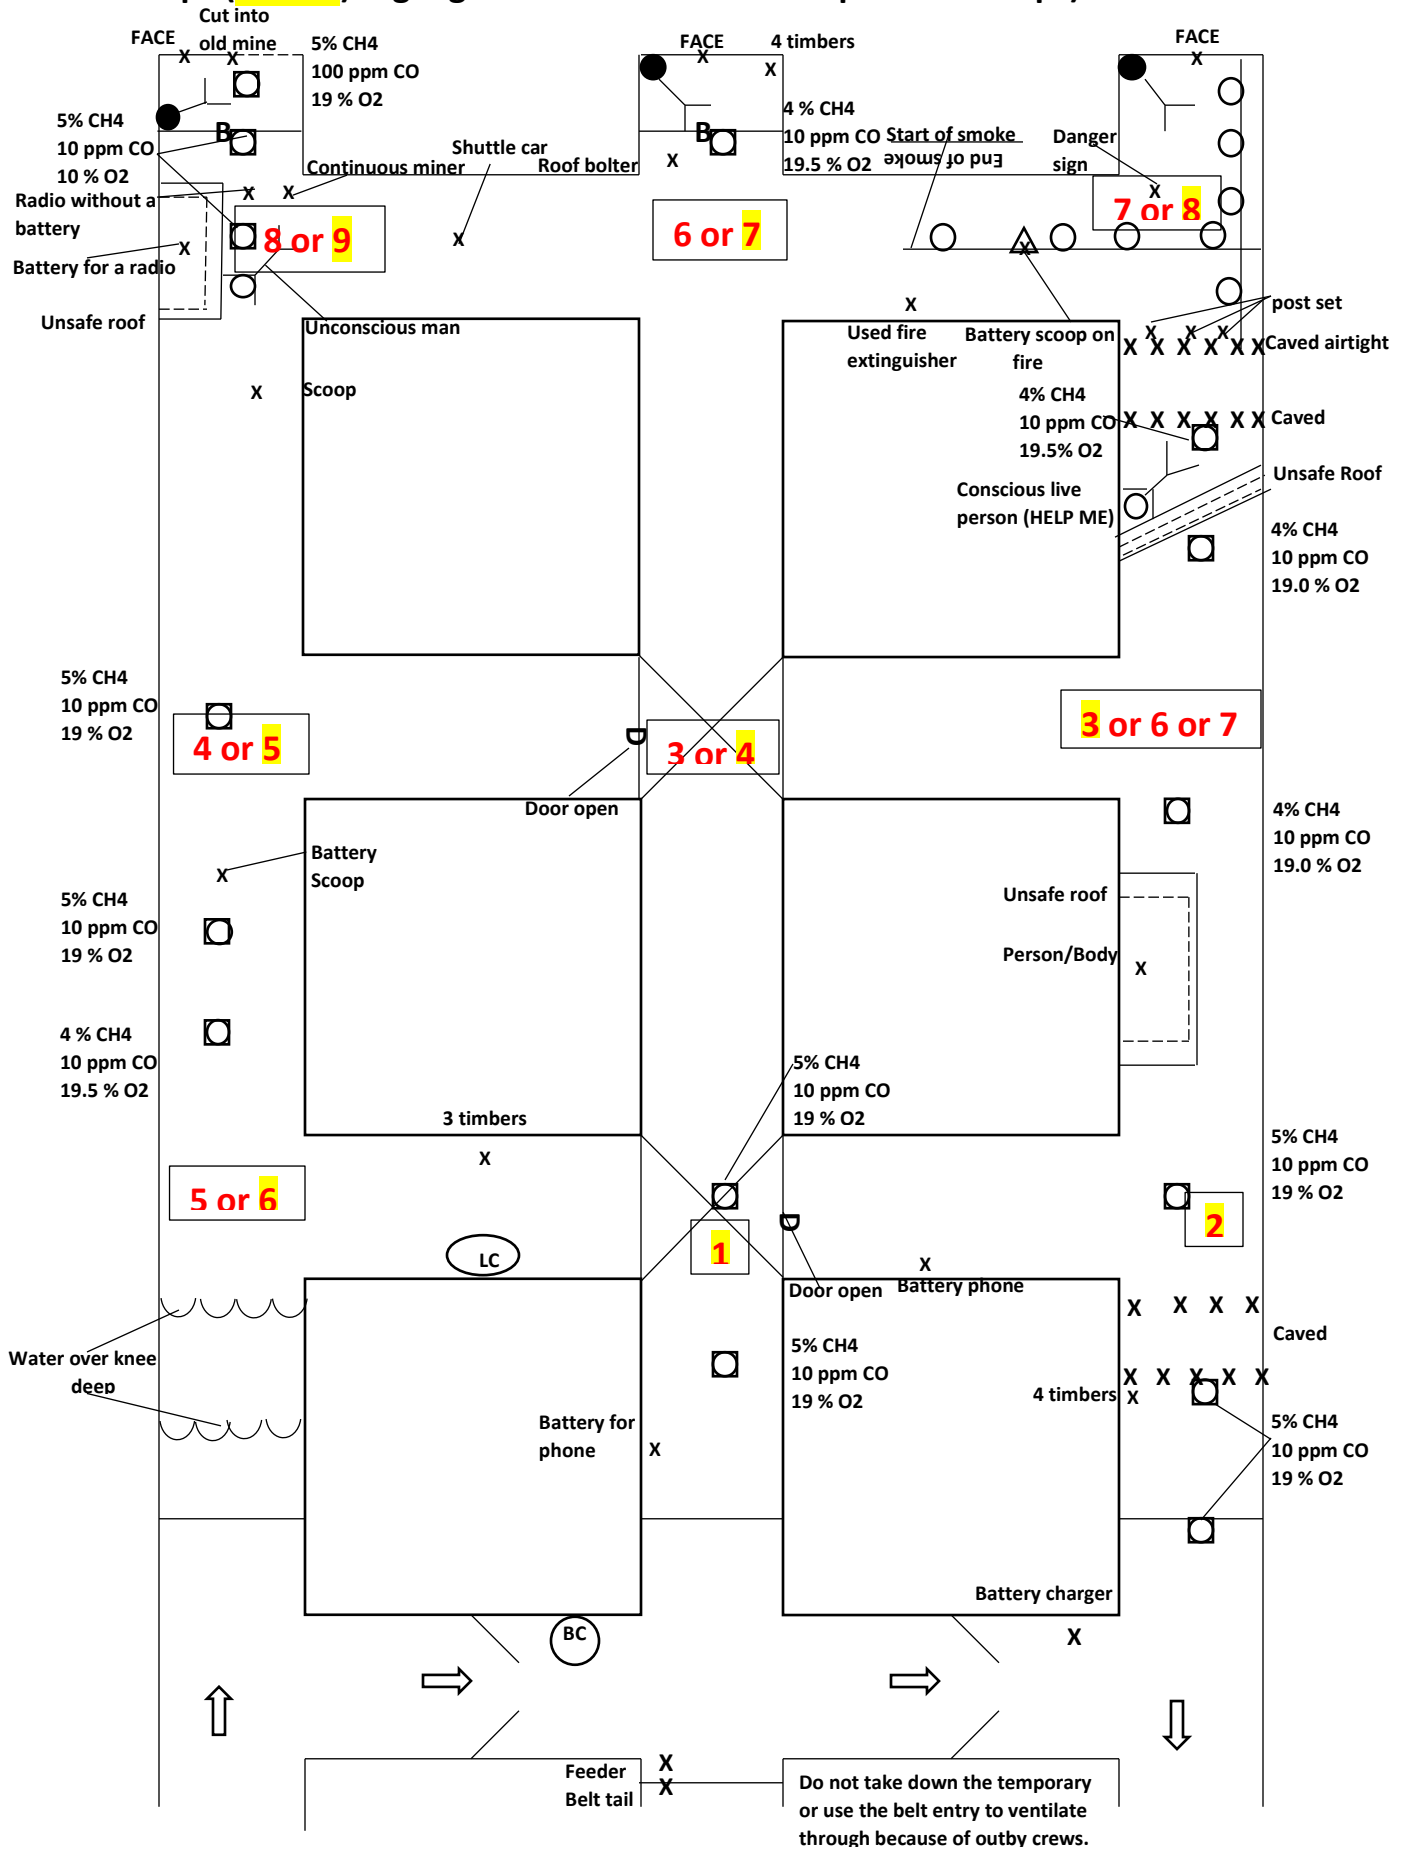 Cut into
old mine
FACE
5% CH4
100 ppm CO
19 % O2
FACE
4 timbers
FACE
5% CH4
10 ppm CO
10 % O2
B
B
4 % CH4
10 ppm CO
19.5 % O2
Start of smoke
End of smoke
Danger
sign
Shuttle car
Continuous miner
Roof bolter
Radio without a
battery
Battery for a radio
Unsafe roof
8 or 9
6 or 7
7 or 8
Unconscious man
Used fire
extinguisher
Battery scoop on
fire
post set
Caved airtight
Scoop
4% CH4
10 ppm CO
19.5% O2
Caved
Unsafe Roof
Conscious live
person (HELP ME)
4% CH4
10 ppm CO
19.0 % O2
5% CH4
10 ppm CO
19 % O2
4 or 5
D
3 or 4
3 or 6 or 7
Door open
4% CH4
10 ppm CO
19.0 % O2
Battery
Scoop
5% CH4
10 ppm CO
19 % O2
Unsafe roof
Person/Body
4 % CH4
10 ppm CO
19.5 % O2
5% CH4
10 ppm CO
19 % O2
3 timbers
5% CH4
10 ppm CO
19 % O2
5 or 6
LC
1
D
2
Door open
Battery phone
Water over knee
deep
5% CH4
10 ppm CO
19 % O2
Caved
4 timbers
Battery for
phone
5% CH4
10 ppm CO
19 % O2
Battery charger
BC
Feeder
Belt tail
Do not take down the temporary
or use the belt entry to ventilate
through because of outby crews.